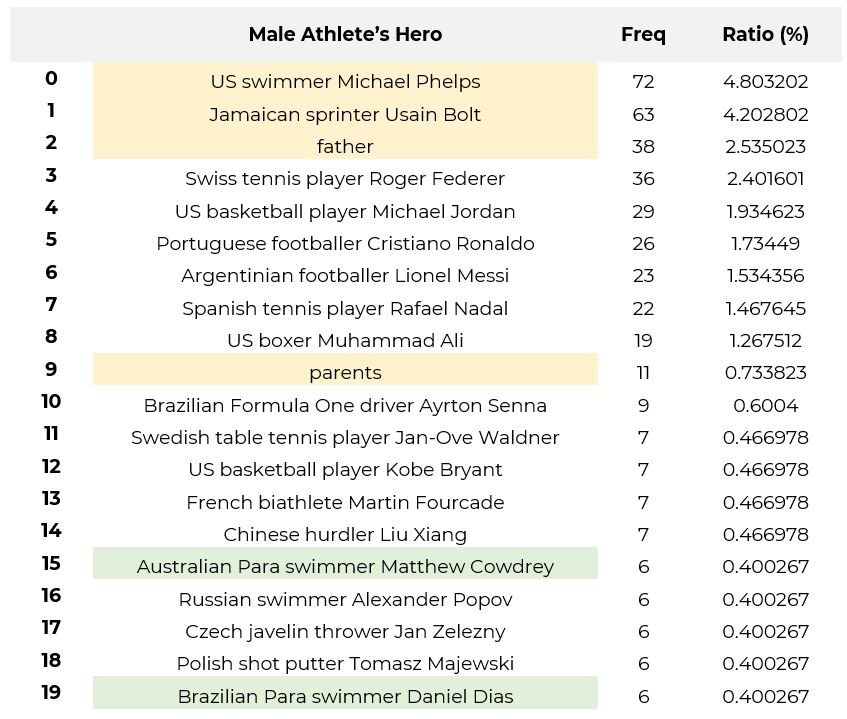 Male Athlete’s Hero Freq Ratio (%)
0 US swimmer Michael Phelps 72 4.803202
1 Jamaican sprinter Usain Bolt 63 4.202802
2 father 38 2.535023
3 Swiss tennis player Roger Federer 36 2.401601
4 US basketball player Michael Jordan 29 1.934623
5 Portuguese footballer Cristiano Ronaldo 26 1.73449
6 Argentinian footballer Lionel Messi 23 1.534356
7 Spanish tennis player Rafael Nadal 22 1.467645
8 US boxer Muhammad Ali 19 1.267512
9 parents 11 0.733823
10 Brazilian Formula One driver Ayrton Senna 9 0.6004
11 Swedish table tennis player Jan-Ove Waldner 7 0.466978
12 US basketball player Kobe Bryant 7 0.466978
13 French biathlete Martin Fourcade 7 0.466978
14 Chinese hurdler Liu Xiang 7 0.466978
15 Australian Para swimmer Matthew Cowdrey 6 0.400267
16 Russian swimmer Alexander Popov 6 0.400267
17 Czech javelin thrower Jan Zelezny 6 0.400267
18 Polish shot putter Tomasz Majewski 6 0.400267
19 Brazilian Para swimmer Daniel Dias 6 0.400267